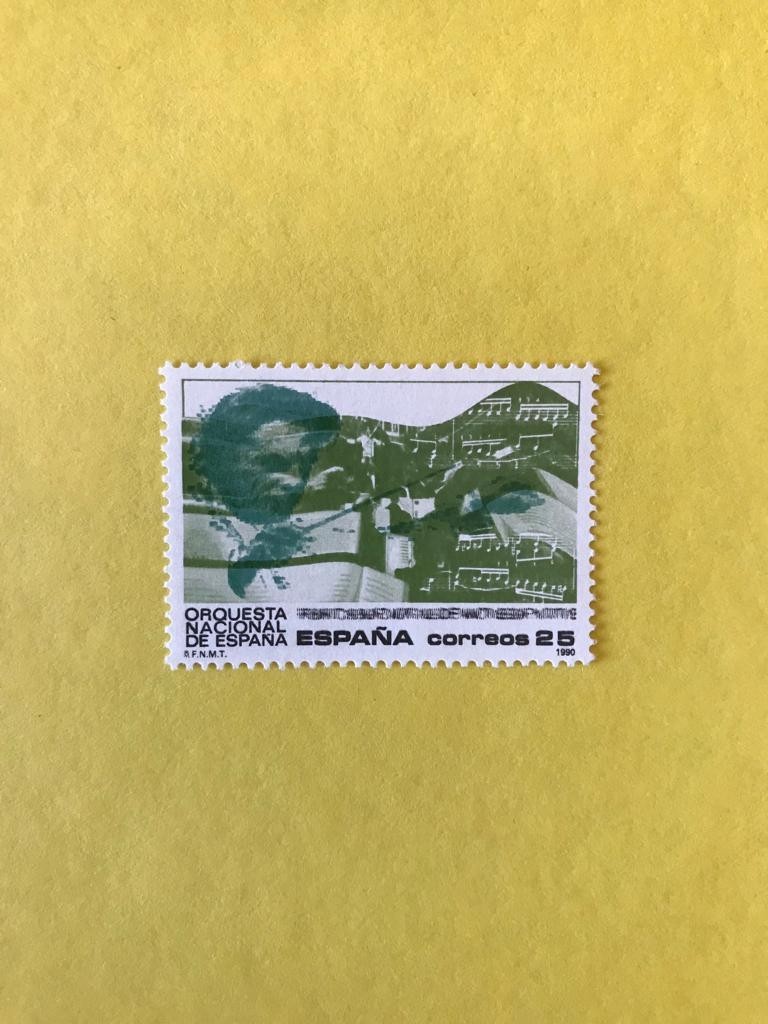 ORQUESTA
NACIONAL
DE ESPAÑA
ESPAÑA correos 25
F.N.M.T.
1990